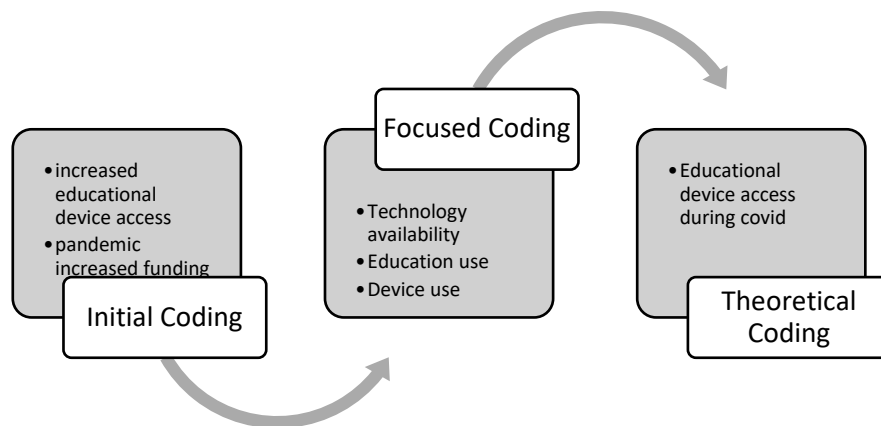 •increased
educational
device access
•pandemic
increased funding
Initial Coding
Focused Coding
•Technology
availability
•Education use
•Device use
•Educational
device access
during covid
Theoretical
Coding